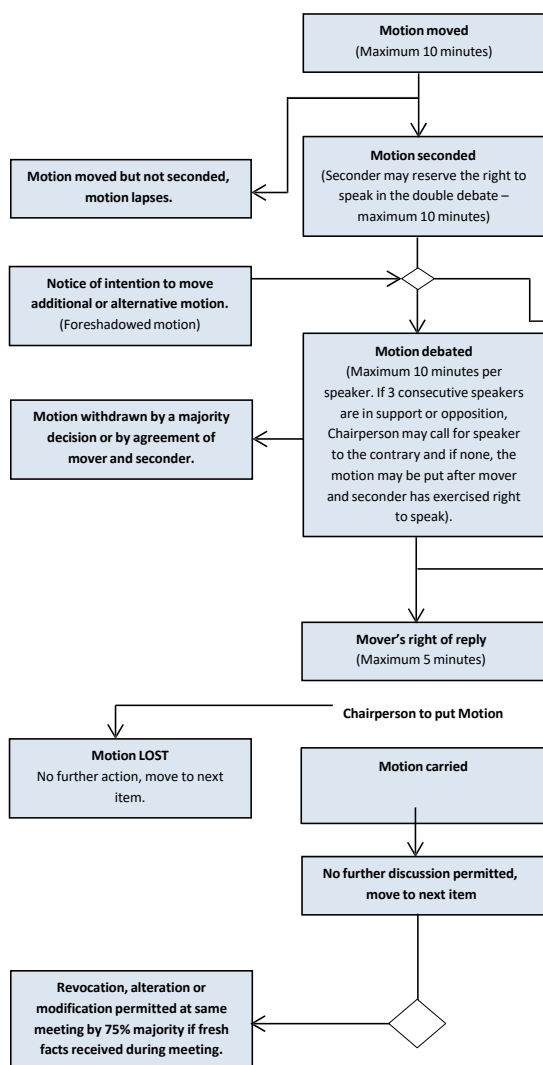 Motion moved
(Maximum 10 minutes)
Motion seconded
(Seconder may reserve the right to
speak in the double debate –
maximum 10 minutes)
Motion moved but not seconded,
motion lapses.
Notice of intention to move
additional or alternative motion.
(Foreshadowed motion)
Motion debated
(Maximum 10 minutes per
speaker. If 3 consecutive speakers
are in support or opposition,
Chairperson may call for speaker
to the contrary and if none, the
motion may be put after mover
and seconder has exercised right
to speak).
Motion withdrawn by a majority
decision or by agreement of
mover and seconder.
Mover’s right of reply
(Maximum 5 minutes)
Chairperson to put Motion
Motion LOST
No further action, move to next
item.
Motion carried
No further discussion permitted,
move to next item
Revocation, alteration or
modification permitted at same
meeting by 75% majority if fresh
facts received during meeting.